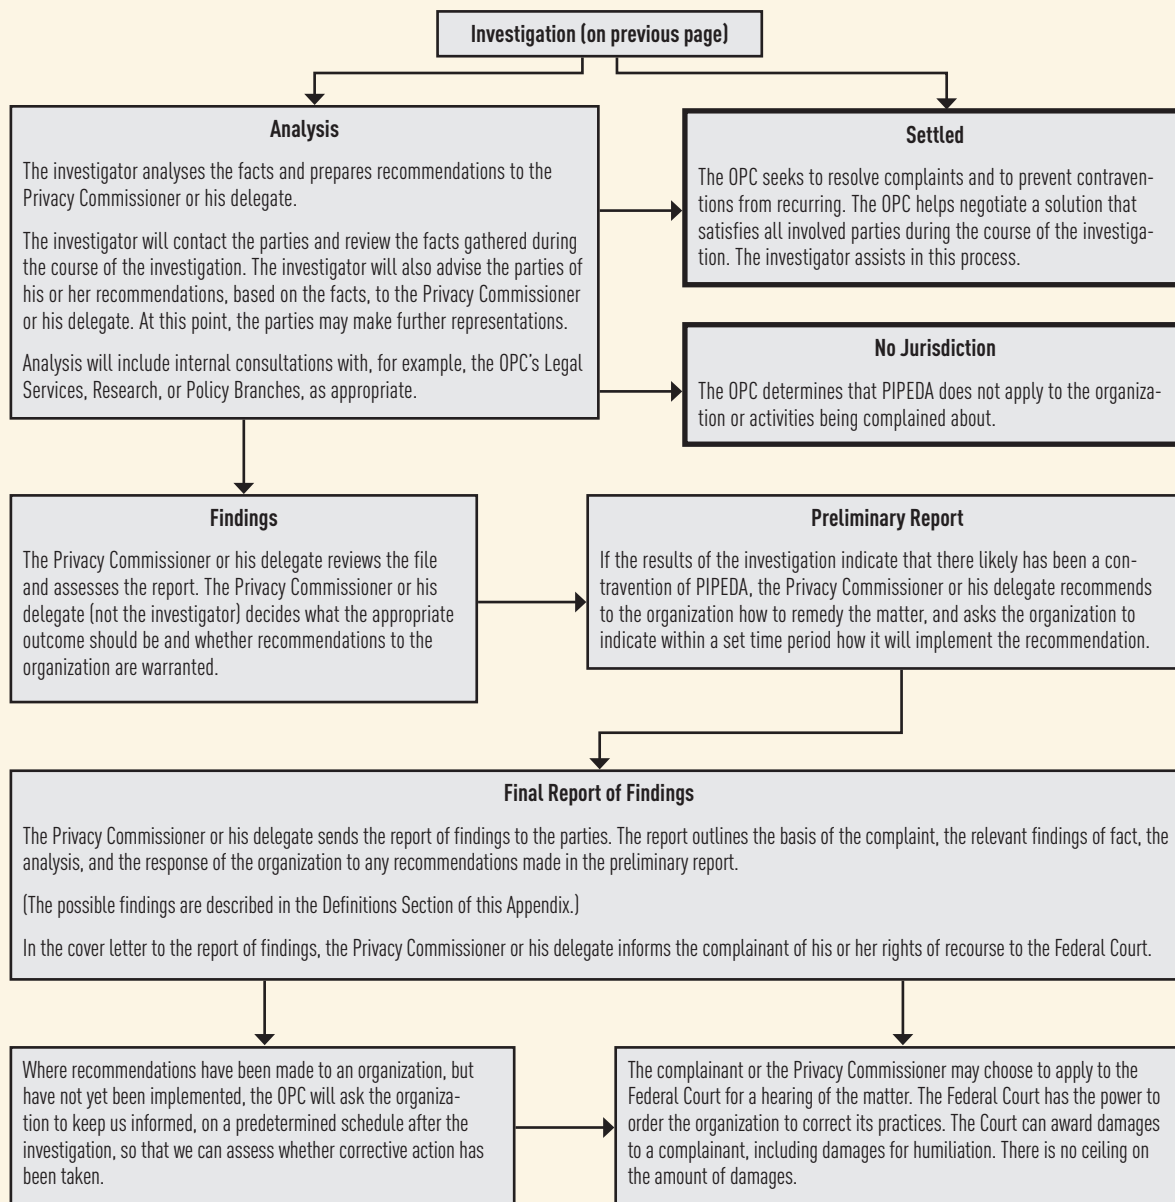 Investigation (on previous page)
Analysis
The investigator analyses the facts and prepares recommendations to the
Privacy Commissioner or his delegate.
The investigator will contact the parties and review the facts gathered during
the course of the investigation. The investigator will also advise the parties of
his or her recommendations, based on the facts, to the Privacy Commissioner
or his delegate. At this point, the parties may make further representations.
Analysis will include internal consultations with, for example, the OPC's Legal
Services, Research, or Policy Branches, as appropriate.
Settled
The OPC seeks to resolve complaints and to prevent contraven-
tions from recurring. The OPC helps negotiate a solution that
satisfies all involved parties during the course of the investiga-
tion. The investigator assists in this process.
No Jurisdiction
The OPC determines that PIPEDA does not apply to the organiza-
tion or activities being complained about.
Findings
The Privacy Commissioner or his delegate reviews the file
and assesses the report. The Privacy Commissioner or his
delegate (not the investigator) decides what the appropriate
outcome should be and whether recommendations to the
organization are warranted.
Preliminary Report
If the results of the investigation indicate that there likely has been a con-
travention of PIPEDA, the Privacy Commissioner or his delegate recommends
to the organization how to remedy the matter, and asks the organization to
indicate within a set time period how it will implement the recommendation.
Final Report of Findings
The Privacy Commissioner or his delegate sends the report of findings to the parties. The report outlines the basis of the complaint, the relevant findings of fact, the
analysis, and the response of the organization to any recommendations made in the preliminary report.
(The possible findings are described in the Definitions Section of this Appendix.)
In the cover letter to the report of findings, the Privacy Commissioner or his delegate informs the complainant of his or her rights of recourse to the Federal Court.
Where recommendations have been made to an organization, but
have not yet been implemented, the OPC will ask the organiza-
tion to keep us informed, on a predetermined schedule after the
investigation, so that we can assess whether corrective action has
been taken.
The complainant or the Privacy Commissioner may choose to apply to the
Federal Court for a hearing of the matter. The Federal Court has the power to
order the organization to correct its practices. The Court can award damages
to a complainant, including damages for humiliation. There is no ceiling on
the amount of damages.